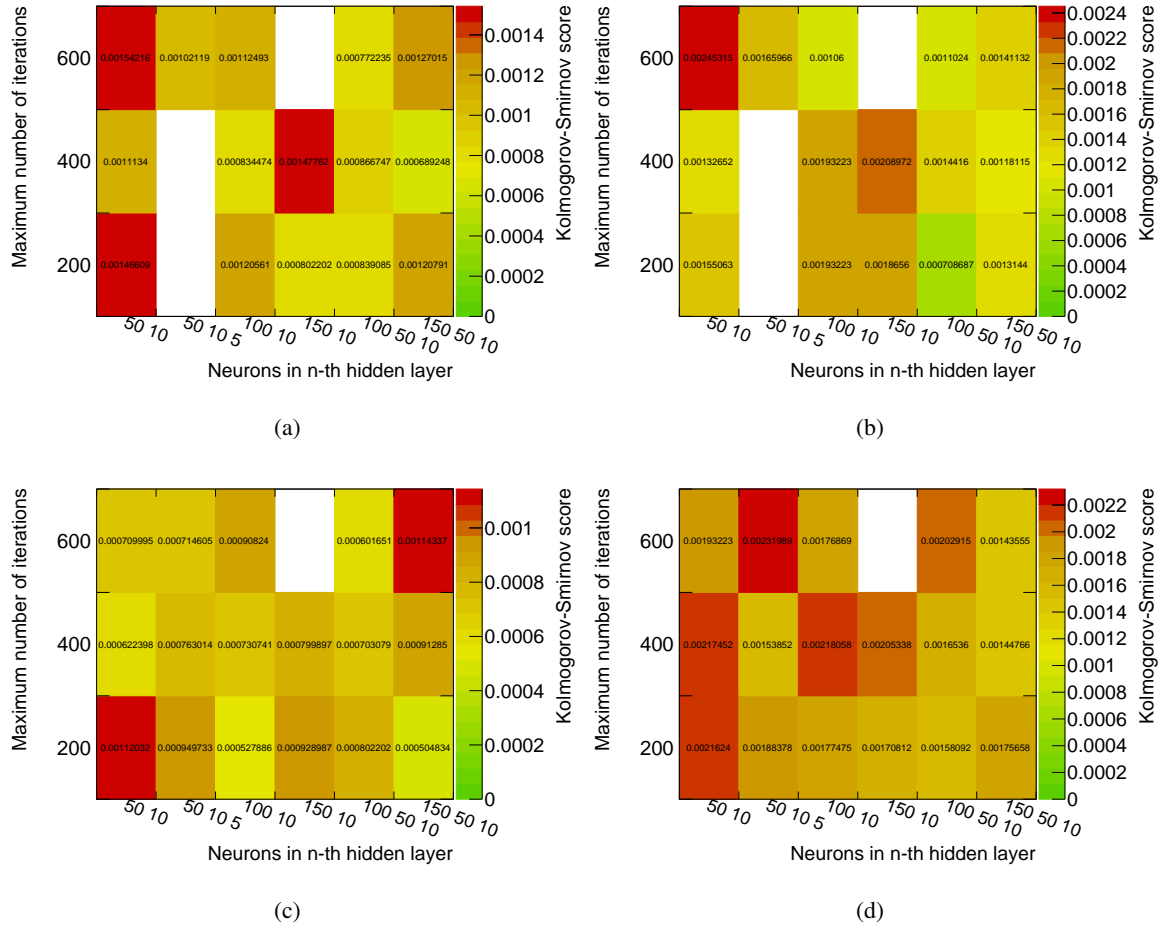 Maximum number of iterations
600
400
200
0.00154216 0.00102119 0.00112493 0.000772235 0.00127015
0.0011134 0.000834474 0.00147762 0.000866747 0.000689248
0.00146609 0.00120561 0.000802202 0.000839085 0.00120791
50 10
50 10 5
100 10
150 10
100 50 10
150 50 10
Neurons in n-th hidden layer
0.0014
0.0012
0.001
0.0008
0.0006
0.0004
0.0002
0
Kolmogorov-Smirnov score
(a)
Maximum number of iterations
600
400
200
0.00245315 0.00165966 0.00106 0.0011024 0.00141132
0.00132652 0.00193223 0.00208972 0.0014416 0.00118115
0.00155063 0.00193223 0.0018656 0.000708687 0.0013144
50 10
50 10 5
100 10
150 10
100 50 10
150 50 10
Neurons in n-th hidden layer
0.0024
0.0022
0.002
0.0018
0.0016
0.0014
0.0012
0.001
0.0008
0.0006
0.0004
0.0002
0
Kolmogorov-Smirnov score
(b)
Maximum number of iterations
600
400
200
0.000709995 0.000714605 0.00090824 0.000601651 0.00114337
0.000622398 0.000763014 0.000730741 0.000799897 0.000703079 0.00091285
0.00112032 0.000949733 0.000527886 0.000928987 0.000802202 0.000504834
50 10
50 10 5
100 10
150 10
100 50 10
150 50 10
Neurons in n-th hidden layer
0.001
0.0008
0.0006
0.0004
0.0002
0
Kolmogorov-Smirnov score
(c)
Maximum number of iterations
600
400
200
0.00193223 0.00231989 0.00176869 0.00202915 0.00143555
0.00217452 0.00153852 0.00218058 0.00205338 0.0016536 0.00144766
0.0021624 0.00188378 0.00177475 0.00170812 0.00158092 0.00175658
50 10
50 10 5
100 10
150 10
100 50 10
150 50 10
Neurons in n-th hidden layer
0.0022
0.002
0.0018
0.0016
0.0014
0.0012
0.001
0.0008
0.0006
0.0004
0.0002
0
Kolmogorov-Smirnov score
(d)